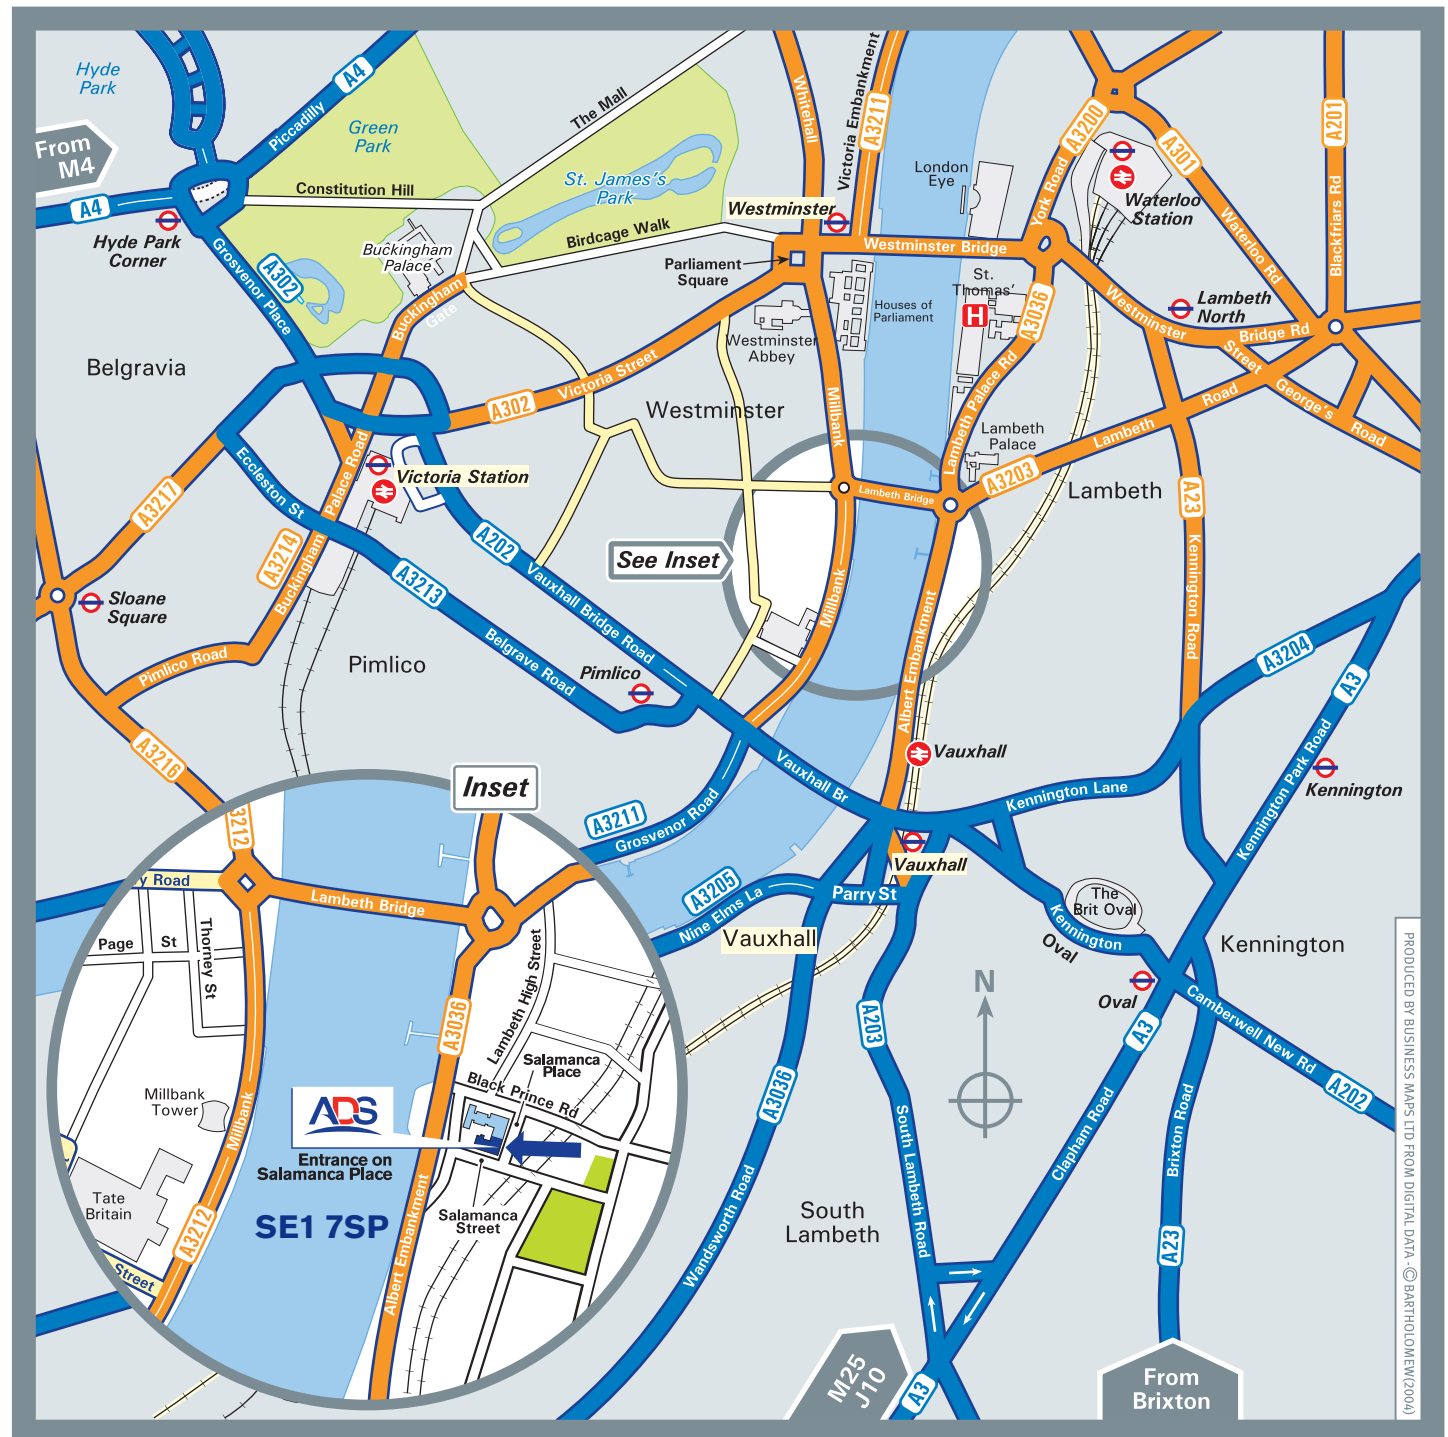 Hyde
Park
From
M4
A4
Piccadilly
A4
Green
Park
The Mall
Constitution Hill
St. James's
Park
Birdcage Walk
Hyde Park
Corner
Grosvenor Place
A302
Buckingham
Palace
Buckingham
Gate
Whitehall
Victoria Embankment
A3211
Westminster
Westminster Bridge
Parliament
Square
Houses of
Parliament
Westminster
Abbey
London
Eye
St.
Thomas'
H
York Road
A3200
A301
Waterloo
Station
Waterloo Rd
A201
Blackfriars Rd
A3036
Westminster
Bridge Rd
Lambeth
North
Street
George's
Road
Belgravia
A302
Victoria Street
Westminster
Millbank
Lambeth Palace Rd
Lambeth
Palace
Lambeth
Road
A3203
Lambeth
A23
Kennington Road
Lambeth Bridge
See Inset
A3217
Eccleston St
Palace Road
Victoria Station
A3214
Buckingham
A202
Vauxhall Bridge Road
A3213
Belgrave Road
Sloane
Square
Pimlico Road
Pimlico
Pimlico
A3216
Millbank
Albert Embankment
Vauxhall
Vauxhall Br
A3211
Grosvenor Road
A3204
A3
Kennington Park Road
Kennington
Kennington Lane
Vauxhall
Parry St
A3205
Nine Elms La
Vauxhall
The
Brit Oval
Kennington
Oval
Kennington
Oval
Camberwell New Rd
A202
N
A203
A3
A3036
Wandsworth Road
South Lambeth Road
Clapham Road
Brixton Road
A23
South
Lambeth
A3
M25
J10
From
Brixton
Inset
A3212
y Road
Lambeth Bridge
Page
St
Thorney St
Lambeth High Street
A3036
Salamanca
Place
Black Prince Rd
Millbank
Tower
Millbank
ADS
Entrance on
Salamanca Place
SE1 7SP
Tate
Britain
A3212
Street
Albert Embankment
Salamanca
Street
PRODUCED BY BUSINESS MAPS LTD FROM DIGITAL DATA - © BARTHOLOMEW(2004)